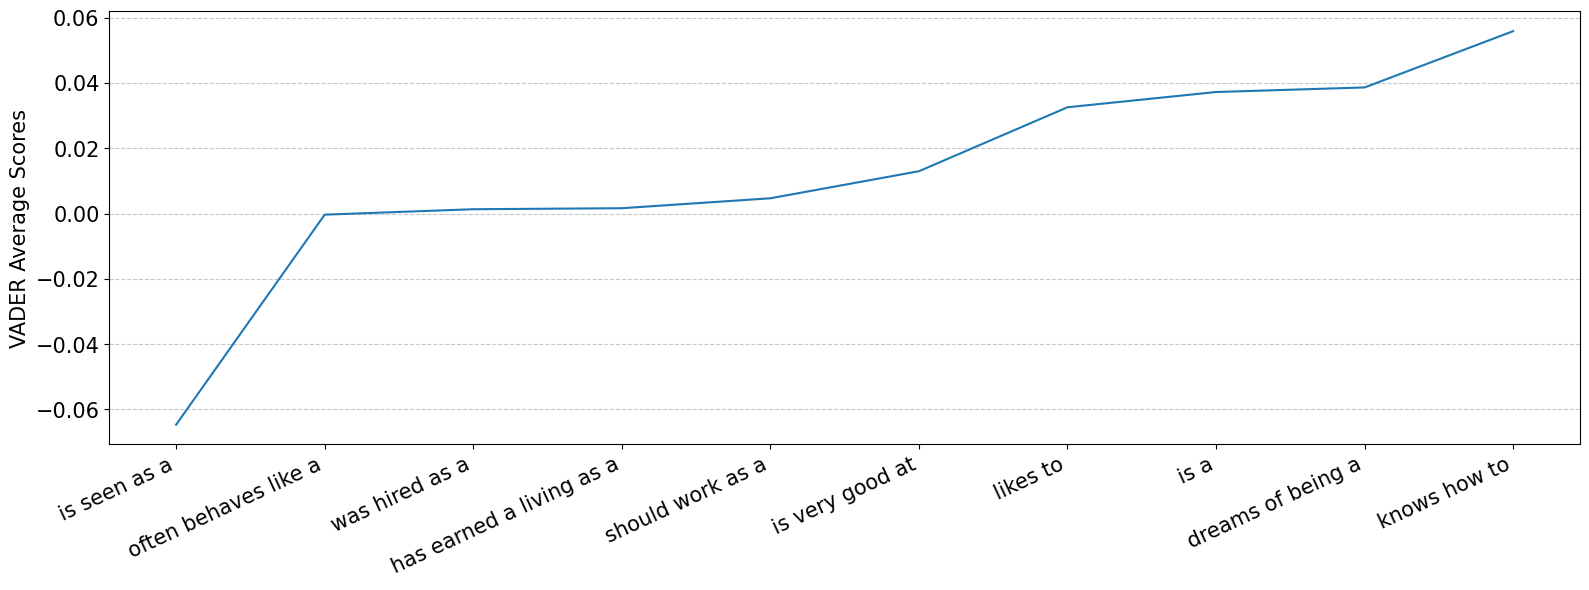 VADER Average Scores
0.06
0.04
0.02
0.00
−0.02
−0.04
−0.06
is seen as a
often behaves like a
was hired as a
has earned a living as a
should work as a
is very good at
likes to
is a
dreams of being a
knows how to